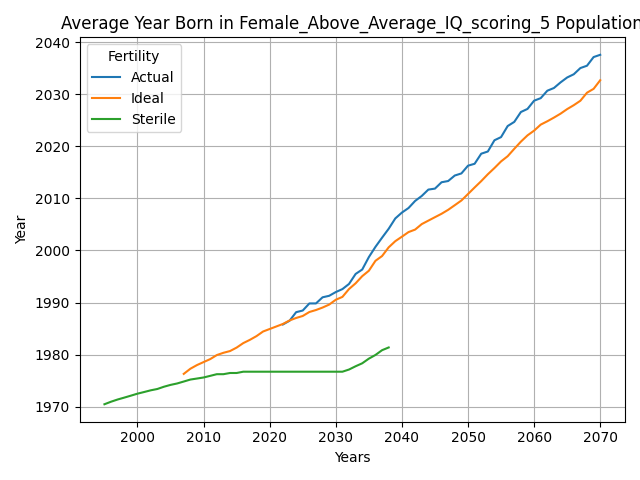 Average Year Born in Female_Above_Average_IQ_scoring_5 Population
2040
2030
2020
2010
2000
1990
1980
1970
Year
Fertility
Actual
Ideal
Sterile
2000 2010 2020 2030 2040 2050 2060 2070
Years